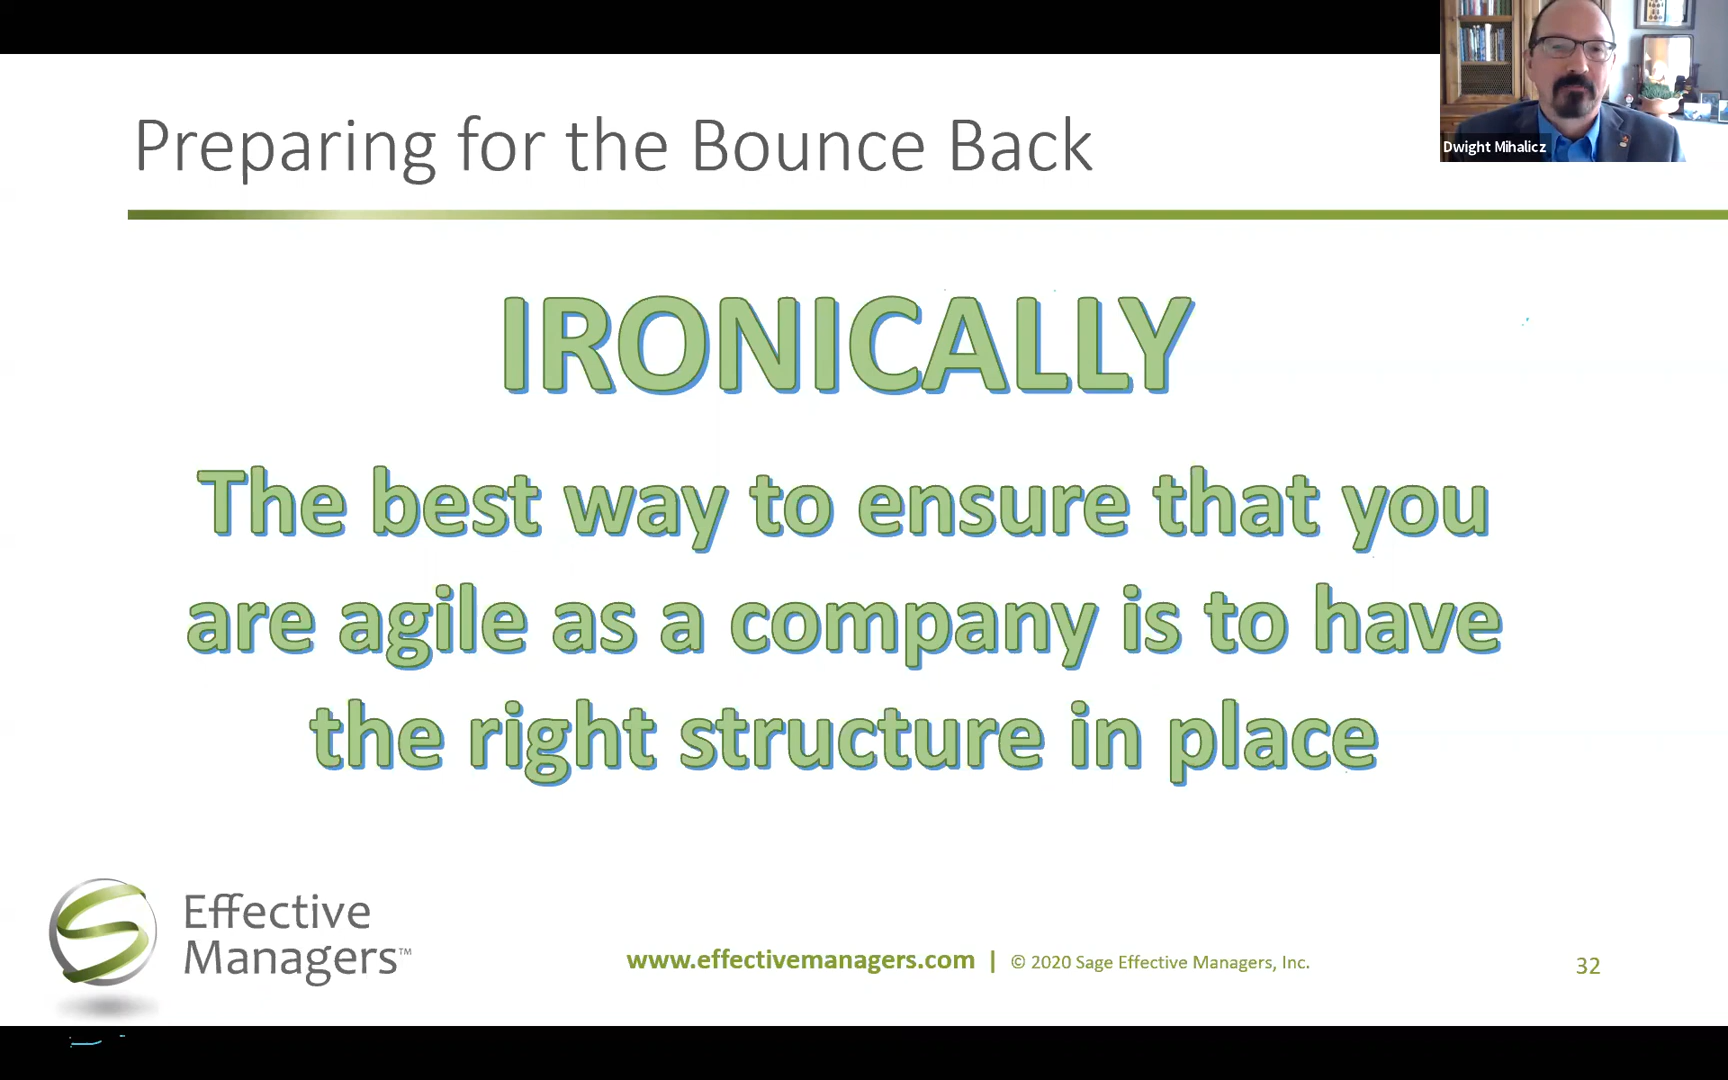 Preparing for the Bounce Back
Dwight Mihalicz
IRONICALLY
The best way to ensure that you
are agile as a company is to have
the right structure in place
Effective
Managers™
www.effectivemanagers.com | © 2020 Sage Effective Managers, Inc.
32